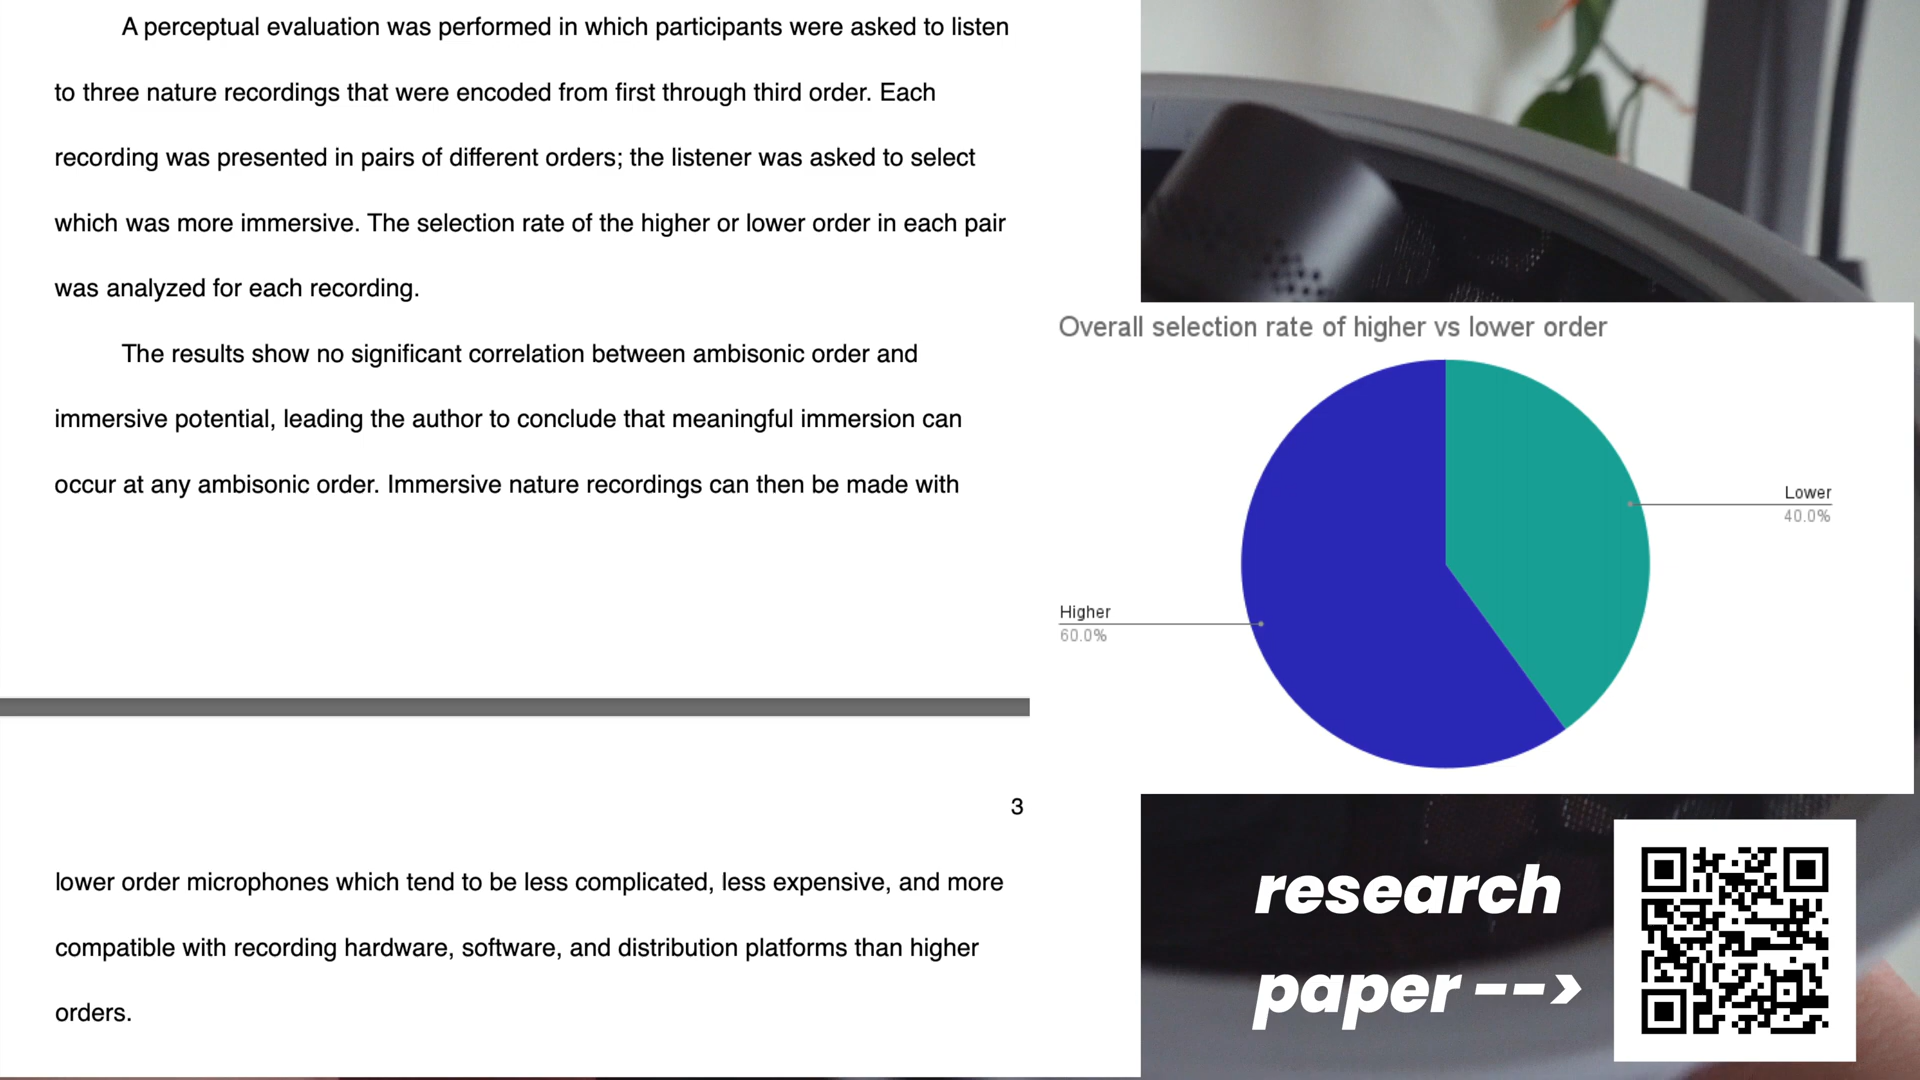 A perceptual evaluation was performed in which participants were asked to listen
to three nature recordings that were encoded from first through third order. Each
recording was presented in pairs of different orders; the listener was asked to select
which was more immersive. The selection rate of the higher or lower order in each pair
was analyzed for each recording.
The results show no significant correlation between ambisonic order and
immersive potential, leading the author to conclude that meaningful immersion can
occur at any ambisonic order. Immersive nature recordings can then be made with
3
lower order microphones which tend to be less complicated, less expensive, and more
compatible with recording hardware, software, and distribution platforms than higher
orders.
Overall selection rate of higher vs lower order
Lower
40.0%
Higher
60.0%
research
paper -->